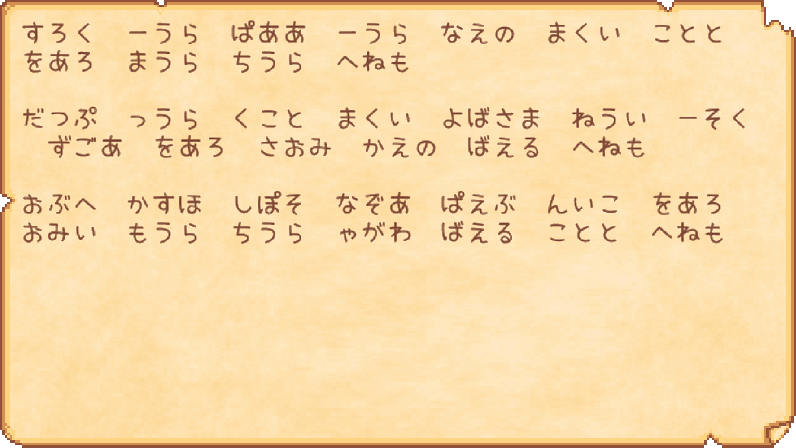 すろく ーうら ぱああ ーうら なえの まくい ことと
をあろ まうら ちうら へねも
だつぷ っうら くこと まくい よばさま ねうい ーそく
ずごあ をあろ さおみ かえの ばえる へねも
おぶへ かすほ しぽそ なぞあ ぱえぶ んいこ をあろ
おみい もうら ちうら ゃがわ ばえる ことと へねも